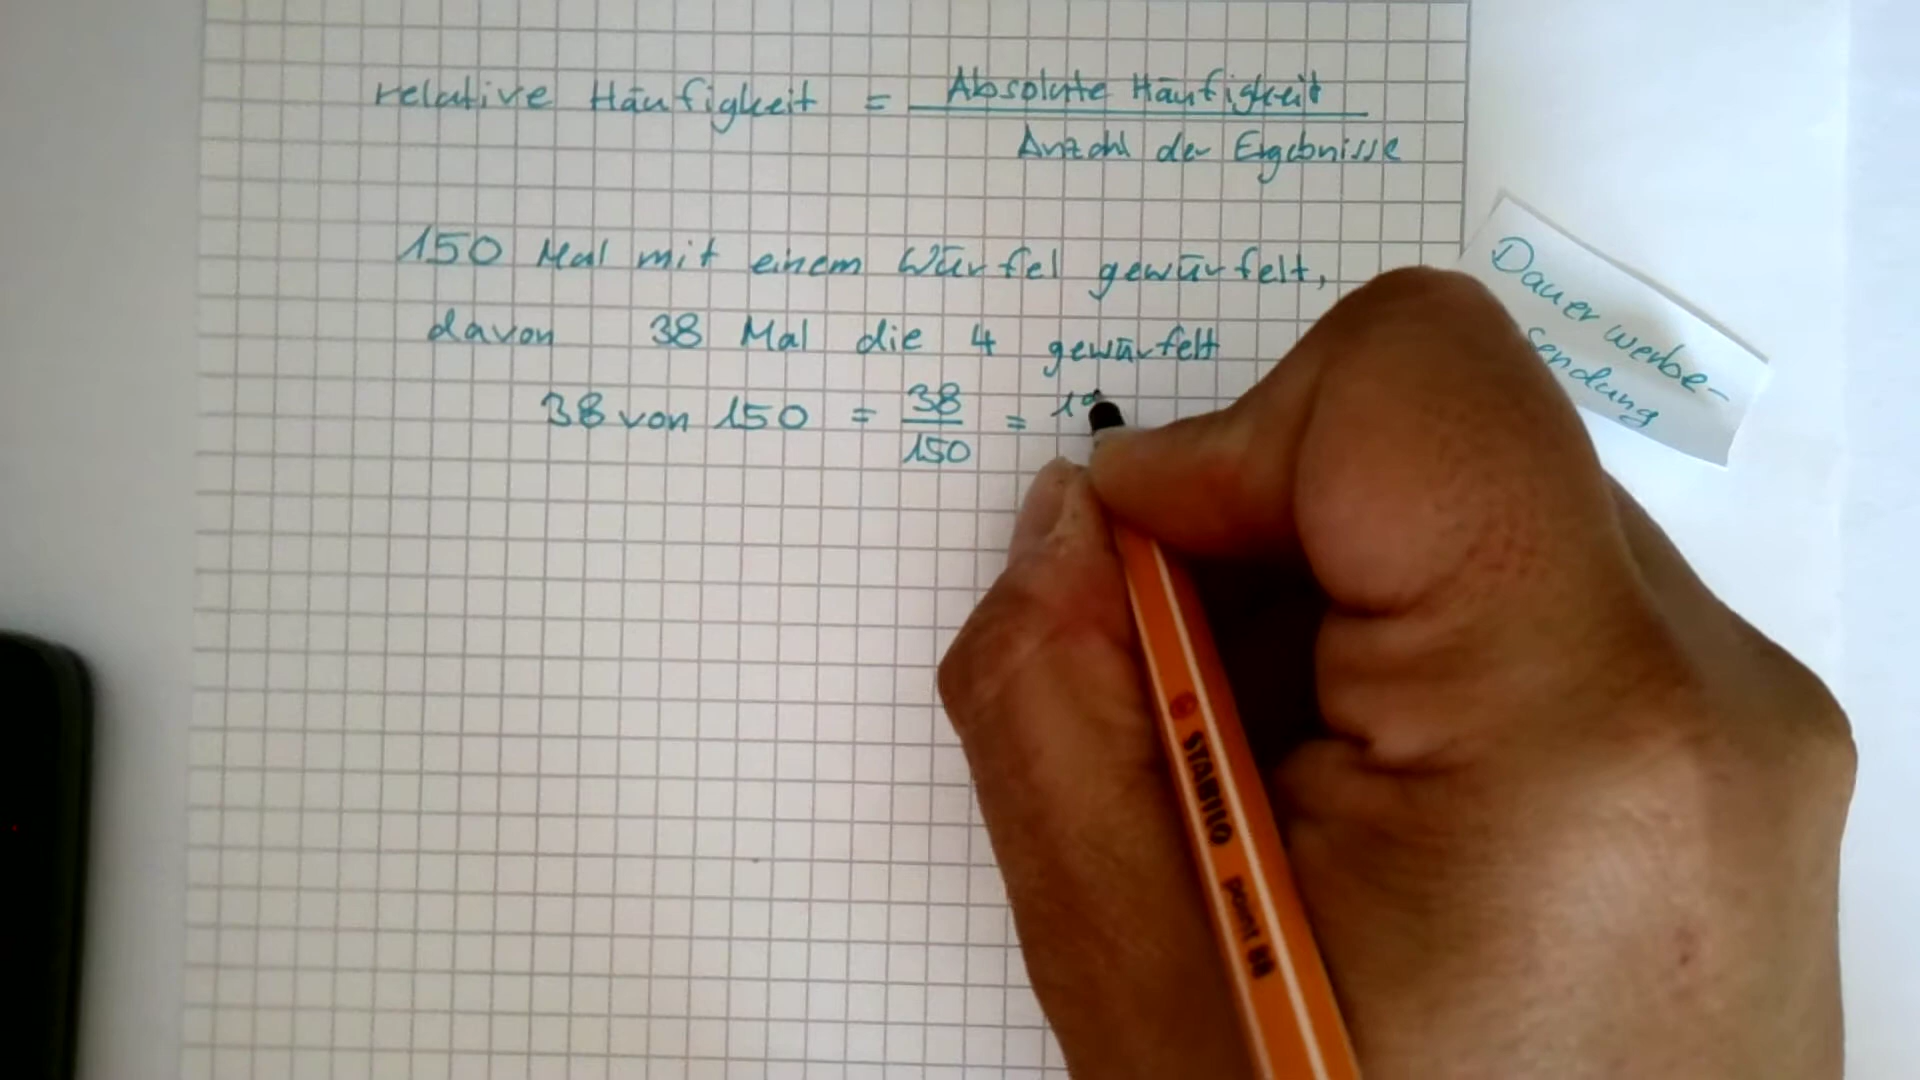 relative Häufigkeit = Absolute Häufigkeit
Anzahl der Ergebnisse
150 Mal mit einem Würfel gewürfelt,
davon 38 Mal die 4 gewürfelt
38 von 150 = 38/150 = 19
Dauerwerbe-
sendung
STABILO point 88